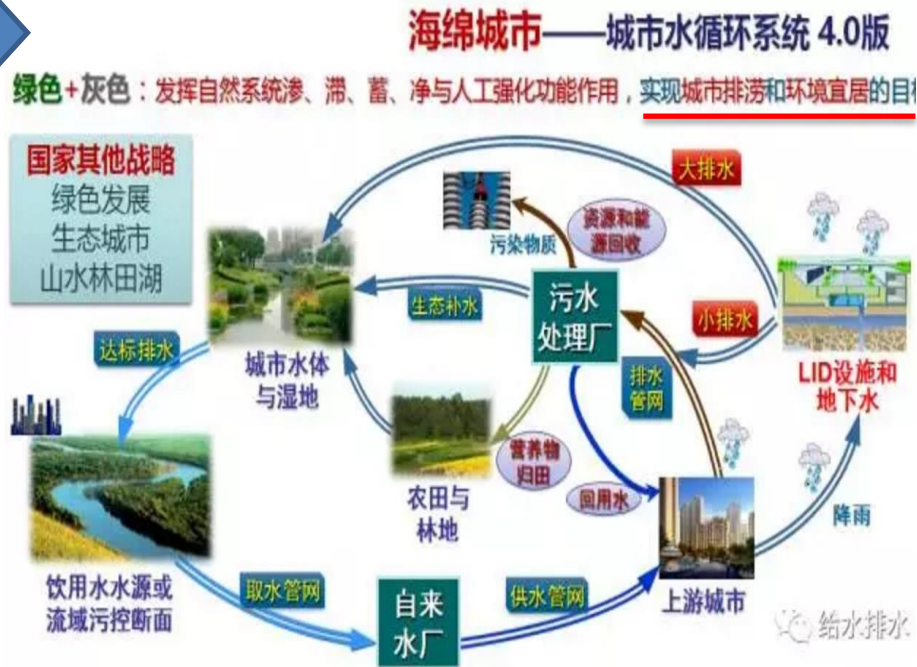 海绵城市——城市水循环系统 4.0版
绿色+灰色：发挥自然系统渗、滞、蓄、净与人工强化功能作用，实现城市排涝和环境宜居的目
国家其他战略
绿色发展
生态城市
山水林田湖
大排水
资源和能
源回收
污染物质
污水
处理厂
生态补水
小排水
达标排水
城市水体
与湿地
排水
管网
LID设施和
地下水
营养物
归田
农田与
林地
回用水
降雨
饮用水水源或
流域污控断面
取水管网
自来
水厂
供水管网
上游城市
给水排水